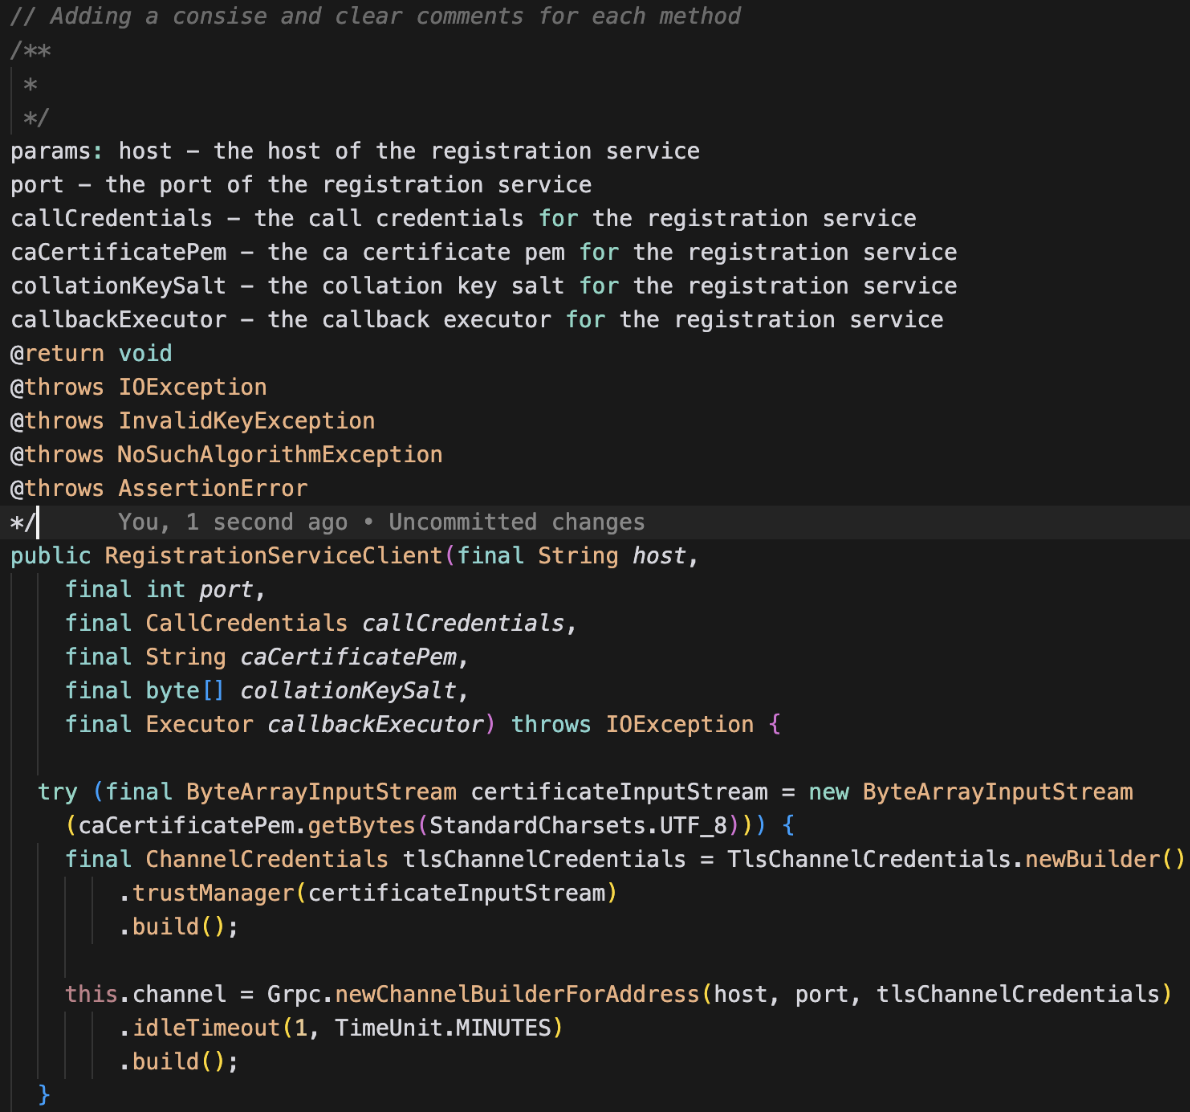 // Adding a consise and clear comments for each method
/**
 *
 */
params: host – the host of the registration service
port – the port of the registration service
callCredentials – the call credentials for the registration service
caCertificatePem – the ca certificate pem for the registration service
collationKeySalt – the collation key salt for the registration service
callbackExecutor – the callback executor for the registration service
@return void
@throws IOException
@throws InvalidKeyException
@throws NoSuchAlgorithmException
@throws AssertionError
*/ You, 1 second ago • Uncommitted changes
public RegistrationServiceClient(final String host,
    final int port,
    final CallCredentials callCredentials,
    final String caCertificatePem,
    final byte[] collationKeySalt,
    final Executor callbackExecutor) throws IOException {
  try (final ByteArrayInputStream certificateInputStream = new ByteArrayInputStream
    (caCertificatePem.getBytes(StandardCharsets.UTF_8))) {
    final ChannelCredentials tlsChannelCredentials = TlsChannelCredentials.newBuilder()
        .trustManager(certificateInputStream)
        .build();
    this.channel = Grpc.newChannelBuilderForAddress(host, port, tlsChannelCredentials)
        .idleTimeout(1, TimeUnit.MINUTES)
        .build();
  }